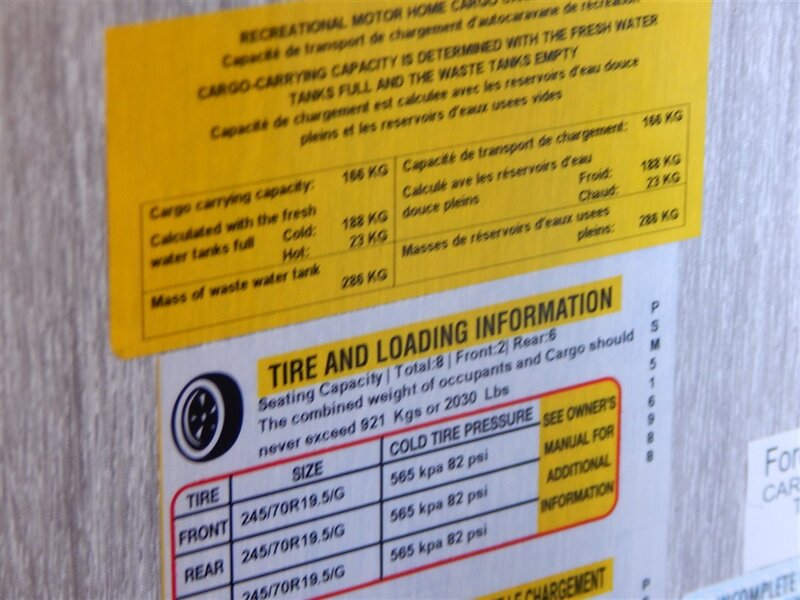 RECREATIONAL MOTOR HOME CARGO
Capacité de transport de chargement d'autocaravane de récréation
CARGO-CARRYING CAPACITY IS DETERMINED WITH THE FRESH WATER
TANKS FULL AND THE WASTE TANKS EMPTY
Capacité de chargement est calculee avec les reservoirs d'eau douce
pleins et les reservoirs d'eaux usees vides
Cargo carrying capacity: 166 KG
Calculated with the fresh
water tanks full Cold: 188 KG
Hot: 23 KG
Mass of waste water tank 286 KG
Capacité de transport de chargement: 166 KG
Calculé ave les réservoirs d'eau
douce pleins Froid: 188 KG
Chaud: 23 KG
Masses de réservoirs d'eaux usees
pleins: 286 KG
TIRE AND LOADING INFORMATION
Seating Capacity | Total:8 | Front:2| Rear:6
The combined weight of occupants and Cargo should
never exceed 921 Kgs or 2030 Lbs
TIRE SIZE COLD TIRE PRESSURE
FRONT 245/70R19.5/G 565 kpa 82 psi
REAR 245/70R19.5/G 565 kpa 82 psi
245/70R19.5/G 565 kpa 82 psi
SEE OWNER'S
MANUAL FOR
ADDITIONAL
INFORMATION
PSM516988
CHARGEMENT
P
For
CAR
T
INCOMPLETE